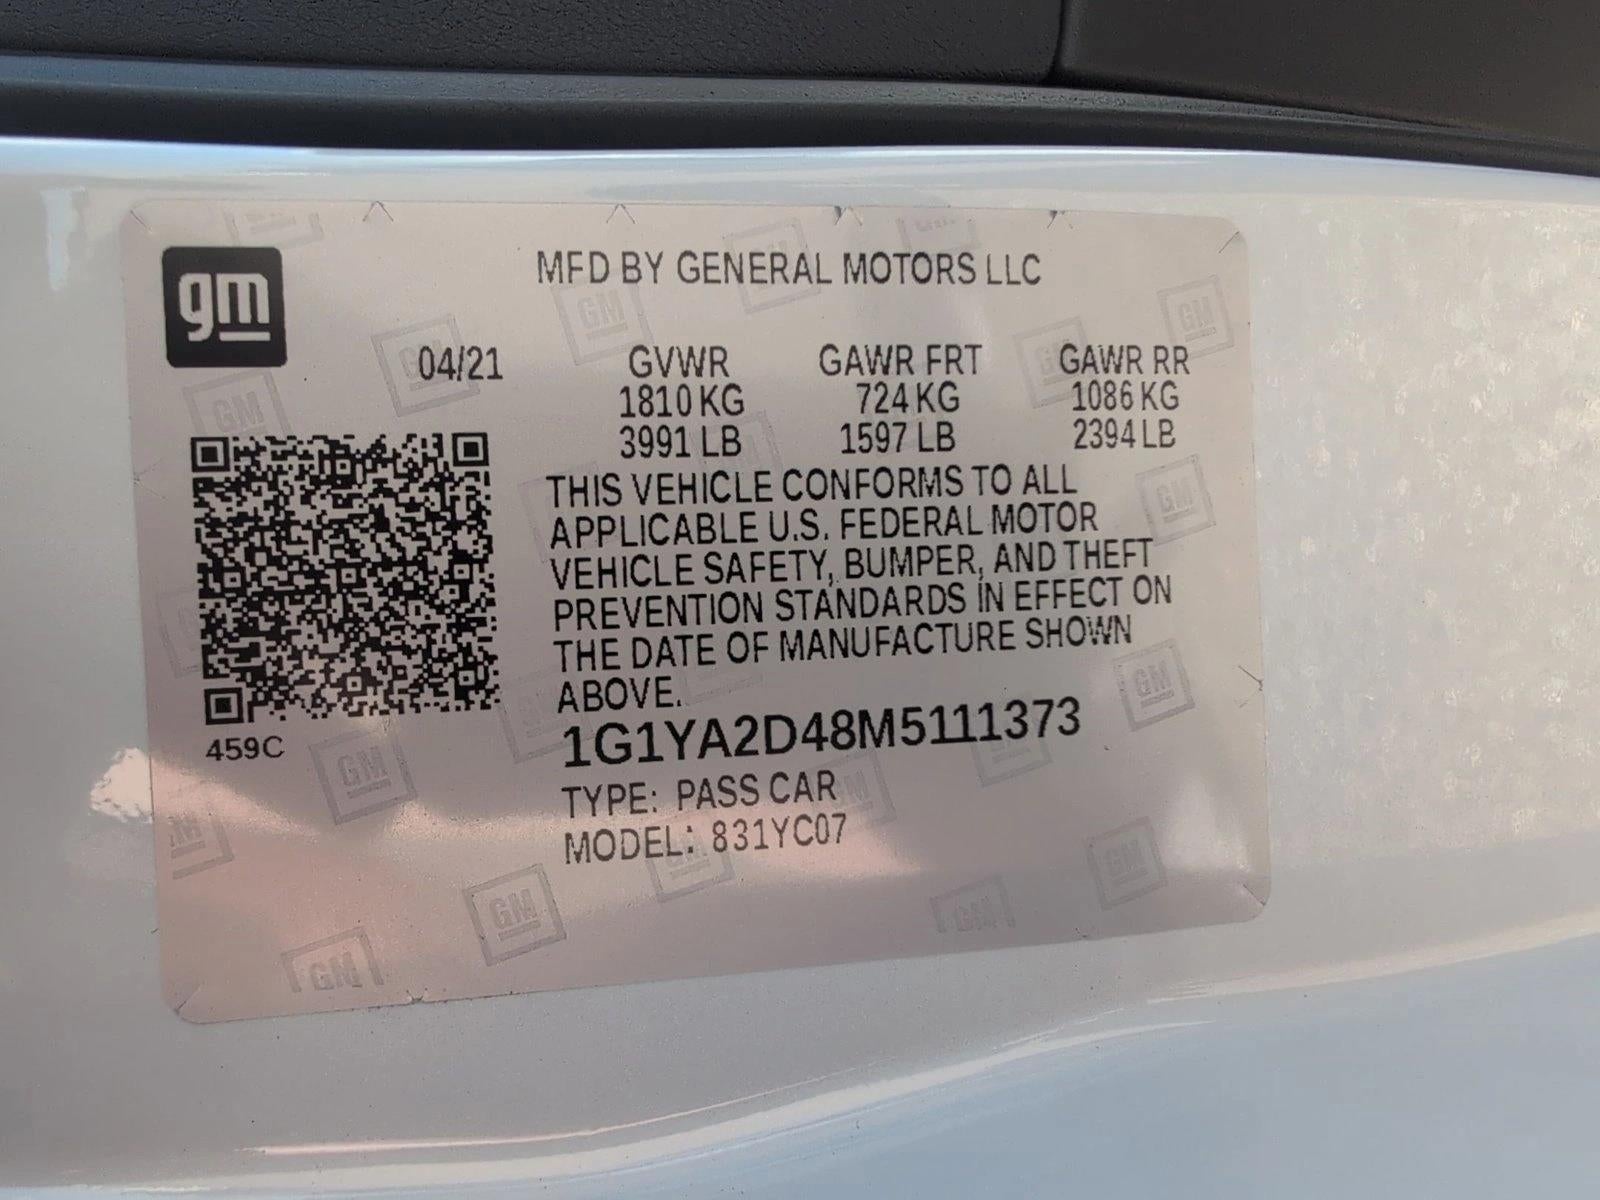 gm
MFD BY GENERAL MOTORS LLC
04/21 GVWR GAWR FRT GAWR RR
1810 KG 724 KG 1086 KG
3991 LB 1597 LB 2394 LB
THIS VEHICLE CONFORMS TO ALL
APPLICABLE U.S. FEDERAL MOTOR
VEHICLE SAFETY, BUMPER, AND THEFT
PREVENTION STANDARDS IN EFFECT ON
THE DATE OF MANUFACTURE SHOWN
ABOVE.
459C
1G1YA2D48M5111373
TYPE: PASS CAR
MODEL: 831YC07